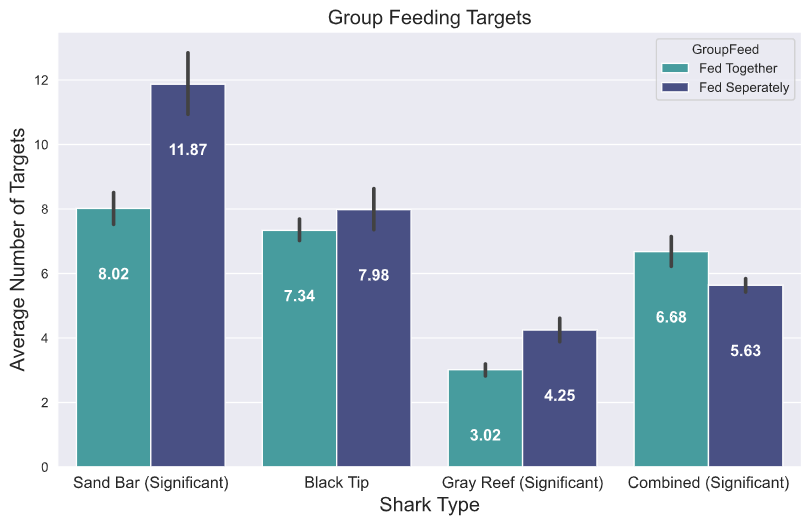 Group Feeding Targets
GroupFeed
Fed Together
Fed Seperately
Average Number of Targets
12
10
8
6
4
2
0
11.87
8.02
7.34
7.98
3.02
4.25
6.68
5.63
Sand Bar (Significant)
Black Tip
Gray Reef (Significant)
Combined (Significant)
Shark Type